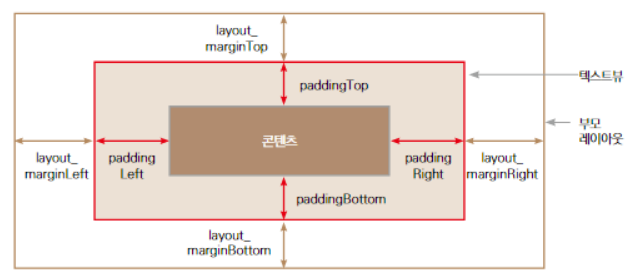 layout_
marginTop
paddingTop
텍스트뷰
콘텐츠
부모
레이아웃
layout_
marginLeft
padding
Left
padding
Right
layout_
marginRight
paddingBottom
layout_
marginBottom